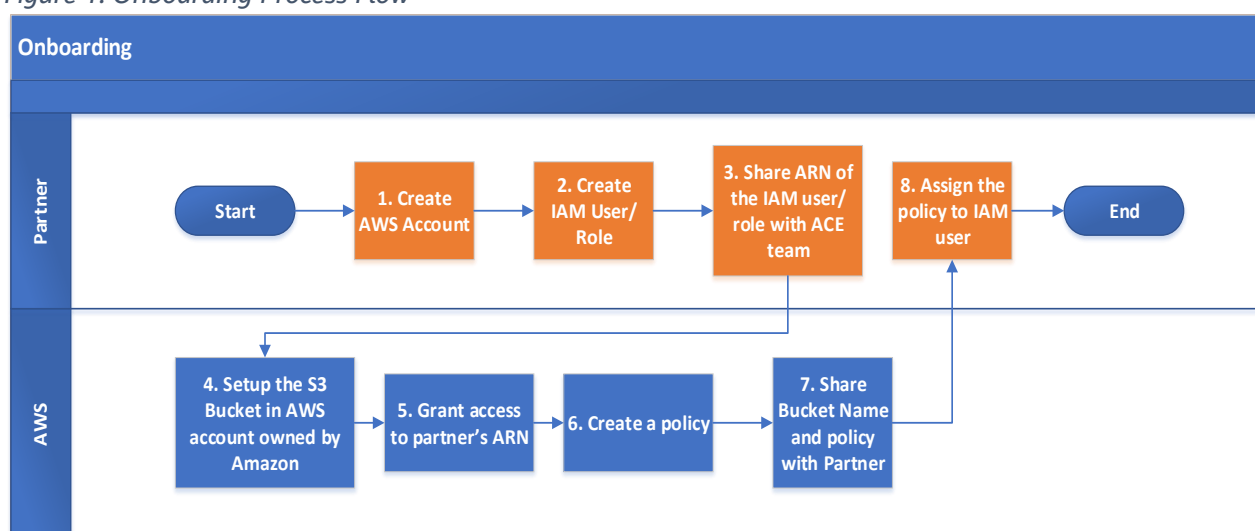 Figure 4. Onboarding Process Flow
Onboarding
Partner
Start
1. Create
AWS Account
2. Create
IAM User/
Role
3. Share ARN of
the IAM user/
role with ACE
team
8. Assign the
policy to IAM
user
End
AWS
4. Setup the S3
Bucket in AWS
account owned by
Amazon
5. Grant access
to partner’s ARN
6. Create a policy
7. Share
Bucket Name
and policy
with Partner